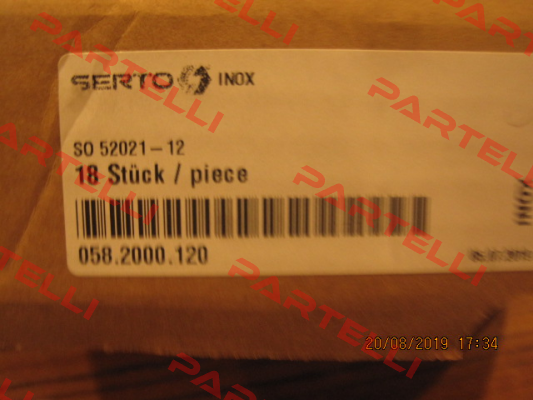 SERTO INOX
SO 52021-12
18 Stück / piece
058.2000.120
INOX
20/08/2019 17:34
PARTELLI
PARTELLI
PARTELLI
PARTELLI
PARTELLI
PARTELLI